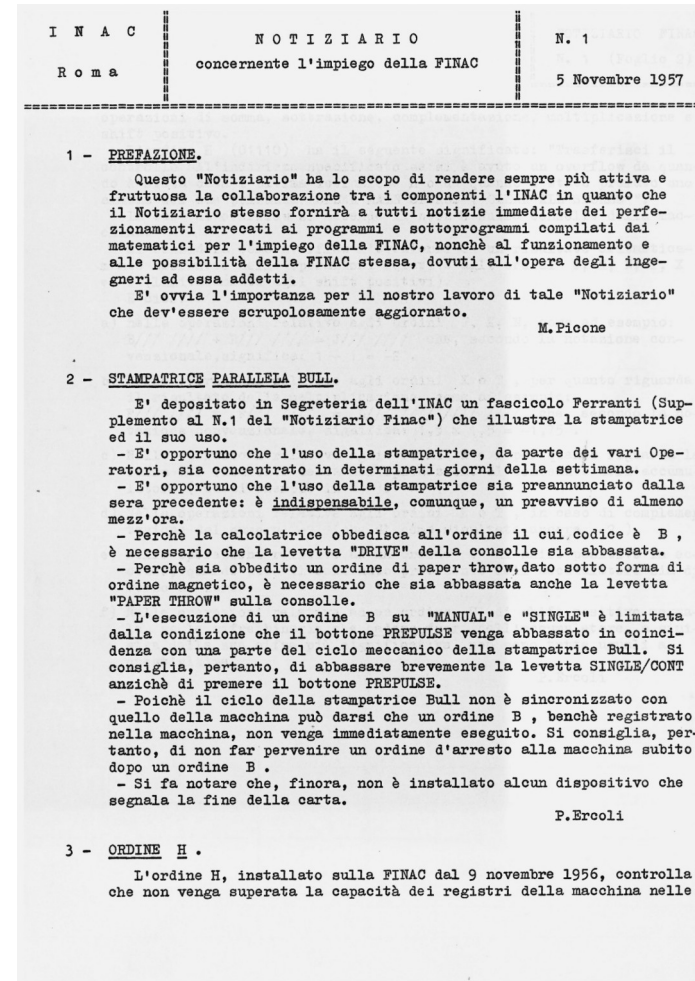 I N A C
R o m a
N O T I Z I A R I O
concernente l'impiego della FINAC
N. 1
5 Novembre 1957
1 - PREFAZIONE.
Questo "Notiziario" ha lo scopo di rendere sempre più attiva e
fruttuosa la collaborazione tra i componenti l'INAC in quanto che
il Notiziario stesso fornirà a tutti notizie immediate dei perfe-
zionamenti arrecati ai programmi e sottoprogrammi compilati dai
matematici per l'impiego della FINAC, nonchè al funzionamento e
alle possibilità della FINAC stessa, dovuti all'opera degli inge-
gneri ad essa addetti.
E' ovvia l'importanza per il nostro lavoro di tale "Notiziario"
che dev'essere scrupolosamente aggiornato.
M.Picone
2 - STAMPATRICE PARALLELA BULL.
E' depositato in Segreteria dell'INAC un fascicolo Ferranti (Sup-
plemento al N.1 del "Notiziario Finac") che illustra la stampatrice
ed il suo uso.
- E' opportuno che l'uso della stampatrice, da parte dei vari Ope-
ratori, sia concentrato in determinati giorni della settimana.
- E' opportuno che l'uso della stampatrice sia preannunciato dalla
sera precedente: è indispensabile, comunque, un preavviso di almeno
mezz'ora.
- Perchè la calcolatrice obbedisca all'ordine il cui codice è B ,
è necessario che la levetta "DRIVE" della consolle sia abbassata.
- Perchè sia obbedito un ordine di paper throw, dato sotto forma di
ordine magnetico, è necessario che sia abbassata anche la levetta
"PAPER THROW" sulla consolle.
- L'esecuzione di un ordine B su "MANUAL" e "SINGLE" è limitata
dalla condizione che il bottone PREPULSE venga abbassato in coinci-
denza con una parte del ciclo meccanico della stampatrice Bull. Si
consiglia, pertanto, di abbassare brevemente la levetta SINGLE/CONT
anzichè di premere il bottone PREPULSE.
- Poichè il ciclo della stampatrice Bull non è sincronizzato con
quello della macchina può darsi che un ordine B , benchè registrato
nella macchina, non venga immediatamente eseguito. Si consiglia, per-
tanto, di non far pervenire un ordine d'arresto alla macchina subito
dopo un ordine B .
- Si fa notare che, finora, non è installato alcun dispositivo che
segnala la fine della carta.
P.Ercoli
3 - ORDINE H .
L'ordine H, installato sulla FINAC dal 9 novembre 1956, controlla
che non venga superata la capacità dei registri della macchina nelle